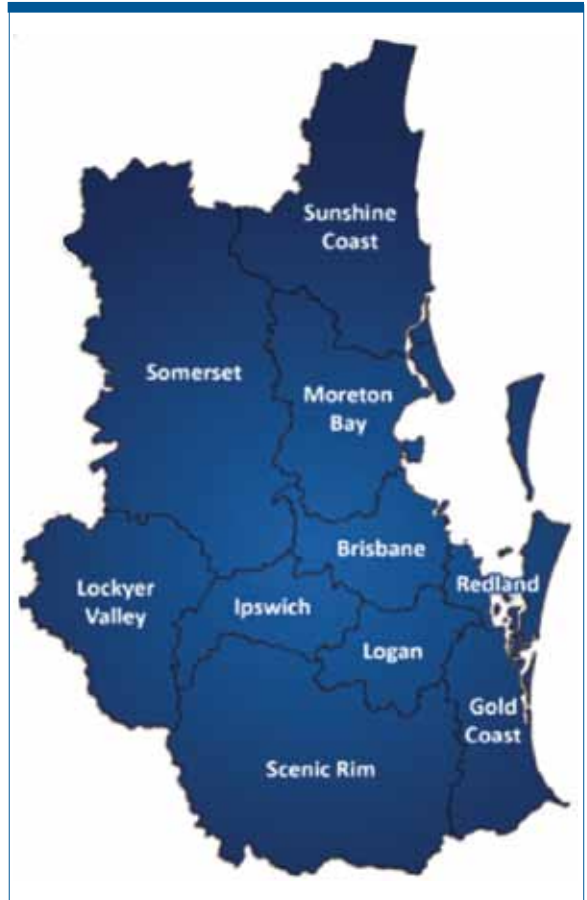 Sunshine
Coast
Somerset
Moreton
Bay
Brisbane
Redland
Lockyer
Valley
Ipswich
Logan
Gold
Coast
Scenic Rim